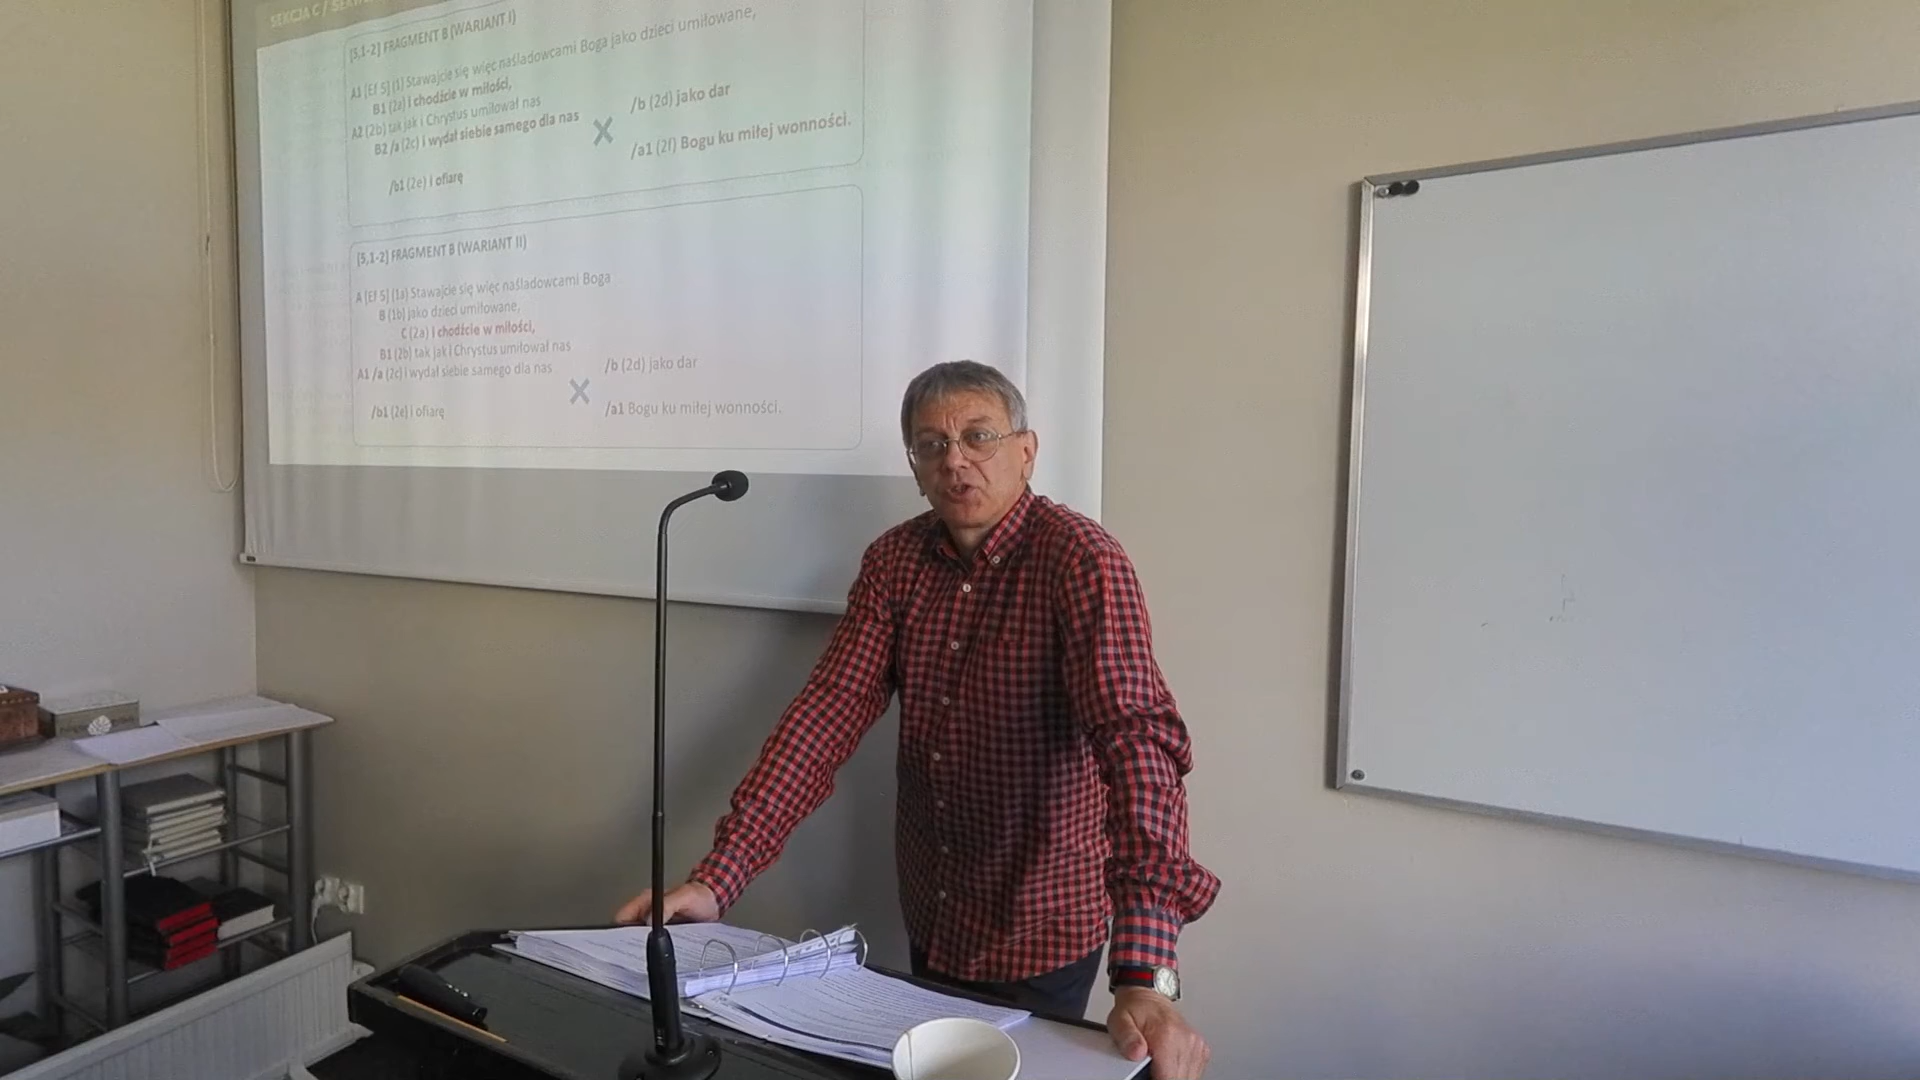 SEKCJA C /
[5,1-2] FRAGMENT B (WARIANT I)
A1 [Ef 5] (1) Stawajcie się więc naśladowcami Boga jako dzieci umiłowane,
B1 (2a) i chodźcie w miłości,
A2 (2b) tak jak i Chrystus umiłował nas
B2 /a (2c) i wydał siebie samego dla nas
/b (2d) jako dar
/b1 (2e) i ofiarę
/a1 (2f) Bogu ku miłej wonności.
[5,1-2] FRAGMENT B (WARIANT II)
A [Ef 5] (1a) Stawajcie się więc naśladowcami Boga
B (1b) jako dzieci umiłowane,
C (2a) i chodźcie w miłości,
B1 (2b) tak jak i Chrystus umiłował nas
A1 /a (2c) i wydał siebie samego dla nas
/b (2d) jako dar
/b1 (2e) i ofiarę
/a1 Bogu ku miłej wonności.